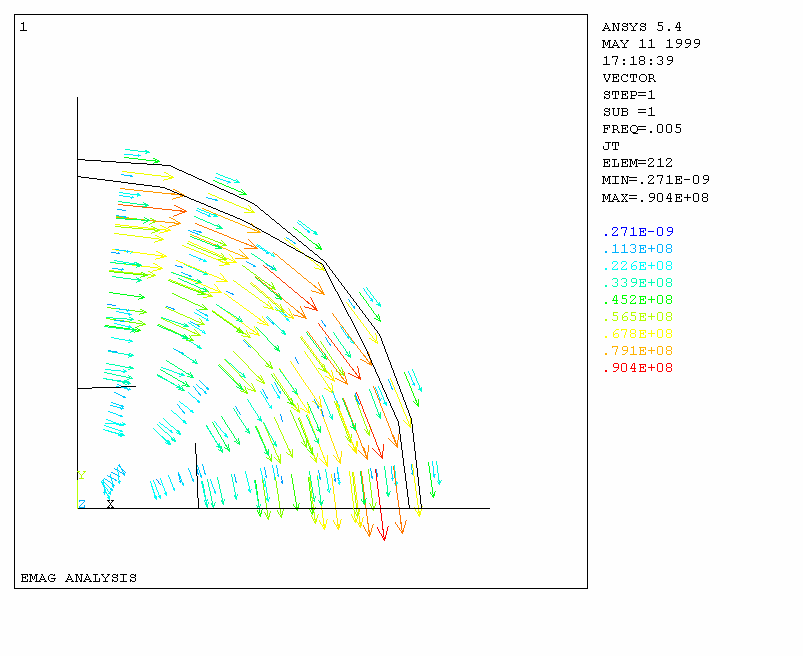 1
ANSYS 5.4
MAY 11 1999
17:18:39
VECTOR
STEP=1
SUB =1
FREQ=.005
JT
ELEM=212
MIN=.271E-09
MAX=.904E+08
.271E-09
.113E+08
.226E+08
.339E+08
.452E+08
.565E+08
.678E+08
.791E+08
.904E+08
Y
Z X
EMAG ANALYSIS